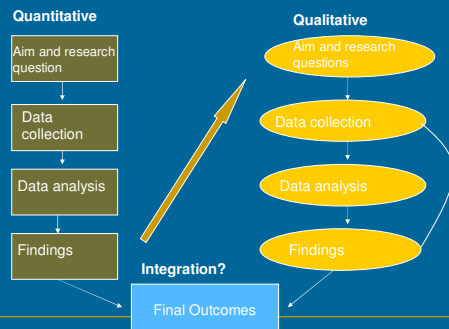 Quantitative
Aim and research
question
Data
collection
Data analysis
Findings
Qualitative
Aim and research
questions
Data collection
Data analysis
Findings
Integration?
Final Outcomes